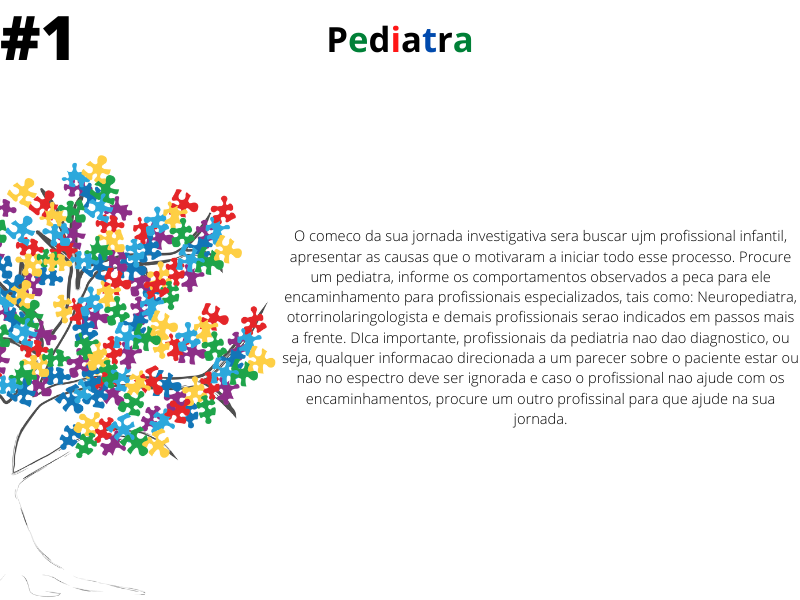 #1
Pediatra
O comeco da sua jornada investigativa sera buscar ujm profissional infantil,
apresentar as causas que o motivaram a iniciar todo esse processo. Procure
um pediatra, informe os comportamentos observados a peca para ele
encaminhamento para profissionais especializados, tais como: Neuropediatra,
otorrinolaringologista e demais profissionais serao indicados em passos mais
a frente. DIca importante, profissionais da pediatria nao dao diagnostico, ou
seja, qualquer informacao direcionada a um parecer sobre o paciente estar ou
nao no espectro deve ser ignorada e caso o profissional nao ajude com os
encaminhamentos, procure um outro profissinal para que ajude na sua
jornada.